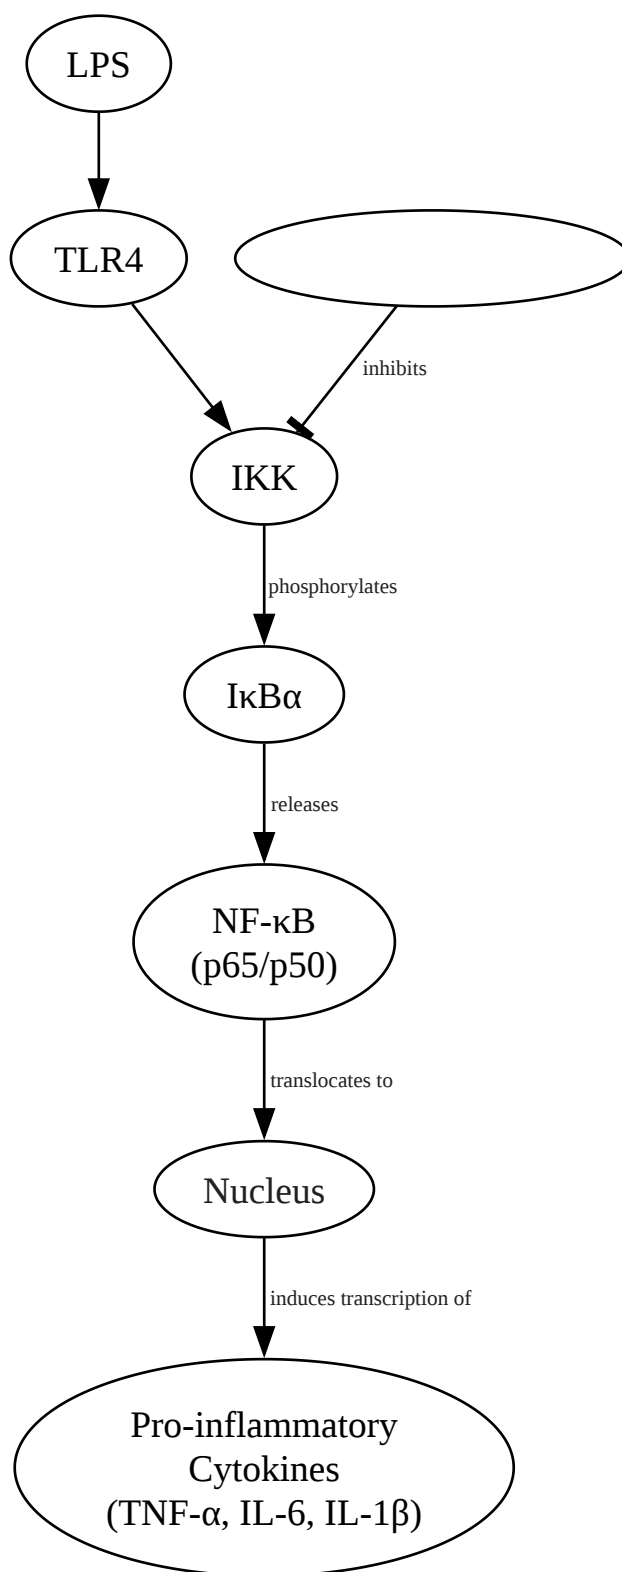 LPS
TLR4
inhibits
IKK
phosphorylates
IκBα
releases
NF-κB
(p65/p50)
translocates to
Nucleus
induces transcription of
Pro-inflammatory
Cytokines
(TNF-α, IL-6, IL-1β)